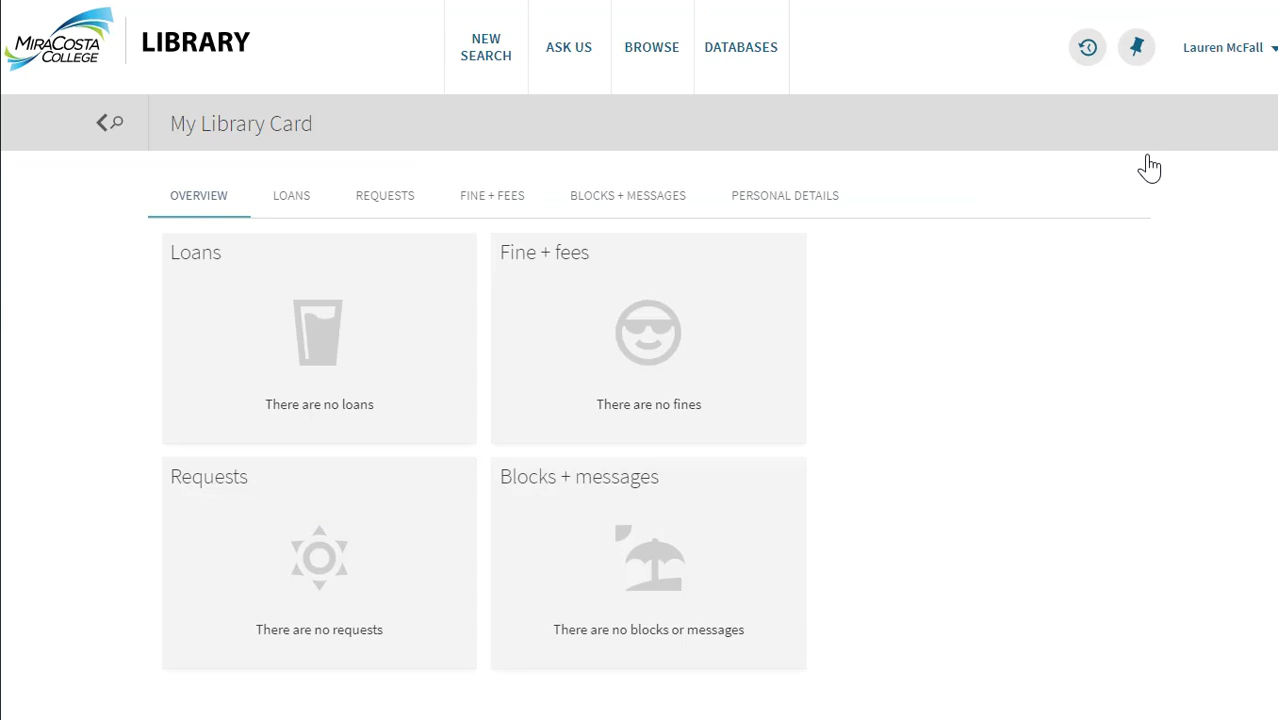 MIRACOSTA
COLLEGE
LIBRARY
NEW
SEARCH
ASK US
BROWSE
DATABASES
Lauren McFall
My Library Card
OVERVIEW
LOANS
REQUESTS
FINE + FEES
BLOCKS + MESSAGES
PERSONAL DETAILS
Loans
There are no loans
Fine + fees
There are no fines
Requests
There are no requests
Blocks + messages
There are no blocks or messages